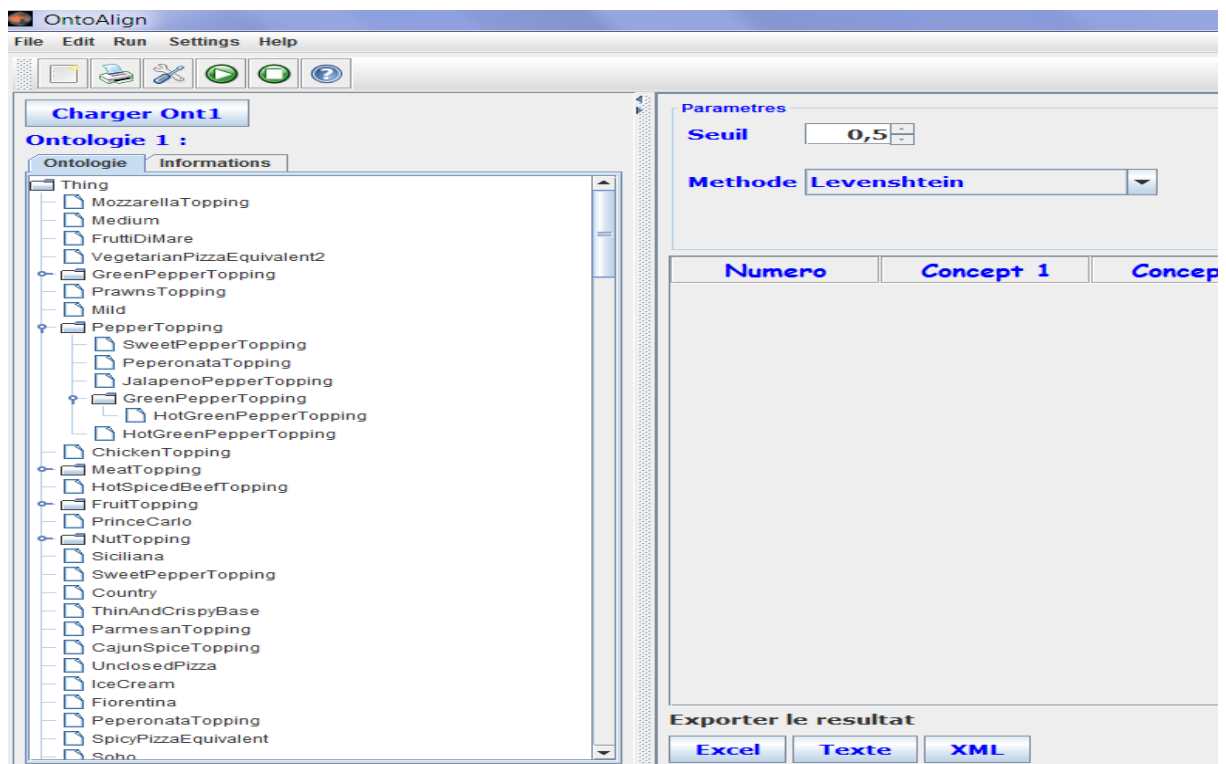 OntoAlign
File Edit Run Settings Help
Charger Ont1
Ontologie 1 :
Ontologie Informations
Thing
MozzarellaTopping
Medium
FruttiDiMare
VegetarianPizzaEquivalent2
GreenPepperTopping
PrawnsTopping
Mild
PepperTopping
SweetPepperTopping
PeperonataTopping
JalapenoPepperTopping
GreenPepperTopping
HotGreenPepperTopping
HotGreenPepperTopping
ChickenTopping
MeatTopping
HotSpicedBeefTopping
FruitTopping
PrinceCarlo
NutTopping
Siciliana
SweetPepperTopping
Country
ThinAndCrispyBase
ParmesanTopping
CajunSpiceTopping
UnclosedPizza
IceCream
Fiorentina
PeperonataTopping
SpicyPizzaEquivalent
Soho
Parametres
Seuil 0,5
Methode Levenshtein
Numero Concept 1 Concep
Exporter le resultat
Excel Texte XML